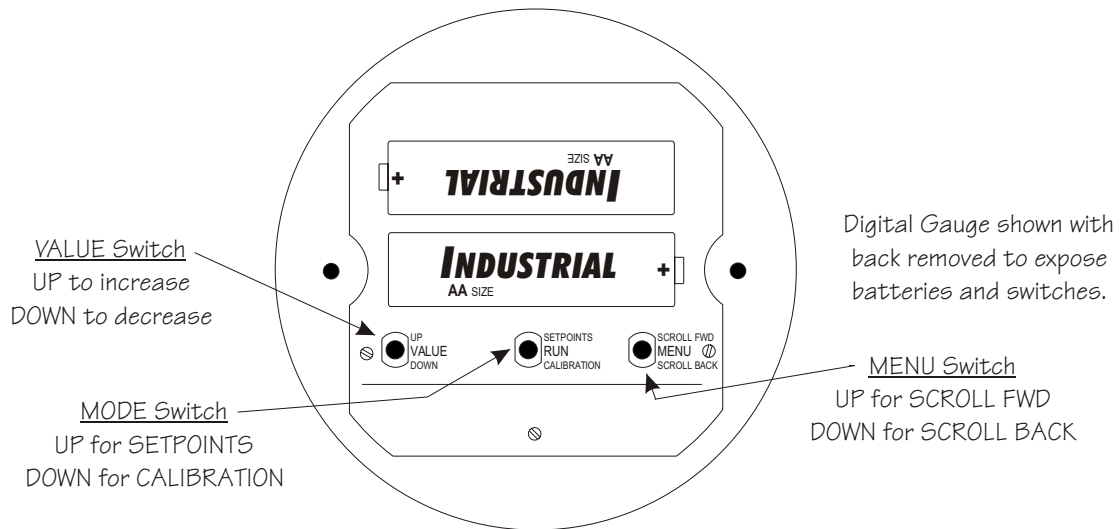 INDUSTRIAL
AA SIZE
+
INDUSTRIAL
+
AA SIZE
VALUE Switch
UP to increase
DOWN to decrease
Digital Gauge shown with
back removed to expose
batteries and switches.
UP
VALUE
DOWN
SETPOINTS
RUN
CALIBRATION
SCROLL FWD
MENU
SCROLL BACK
MODE Switch
UP for SETPOINTS
DOWN for CALIBRATION
MENU Switch
UP for SCROLL FWD
DOWN for SCROLL BACK